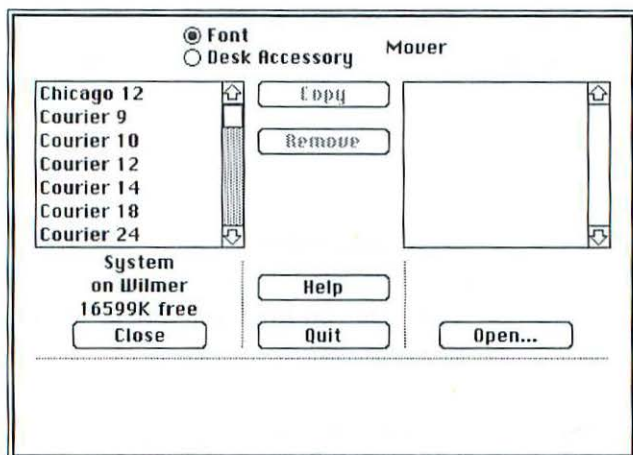 Font
Desk Accessory
Mover
Chicago 12
Courier 9
Courier 10
Courier 12
Courier 14
Courier 18
Courier 24
Copy
Remove
System
on Wilmer
16599K free
Close
Help
Quit
Open...